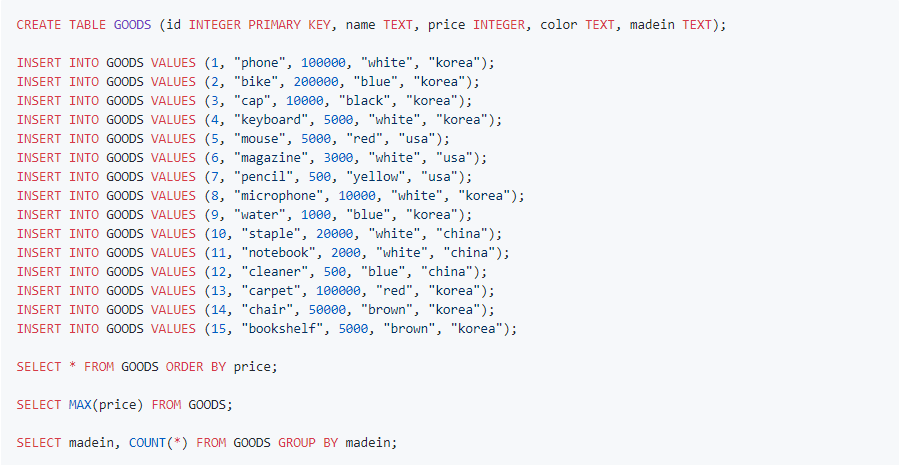 CREATE TABLE GOODS (id INTEGER PRIMARY KEY, name TEXT, price INTEGER, color TEXT, madein TEXT);
INSERT INTO GOODS VALUES (1, "phone", 100000, "white", "korea");
INSERT INTO GOODS VALUES (2, "bike", 200000, "blue", "korea");
INSERT INTO GOODS VALUES (3, "cap", 10000, "black", "korea");
INSERT INTO GOODS VALUES (4, "keyboard", 5000, "white", "korea");
INSERT INTO GOODS VALUES (5, "mouse", 5000, "red", "usa");
INSERT INTO GOODS VALUES (6, "magazine", 3000, "white", "usa");
INSERT INTO GOODS VALUES (7, "pencil", 500, "yellow", "usa");
INSERT INTO GOODS VALUES (8, "microphone", 10000, "white", "korea");
INSERT INTO GOODS VALUES (9, "water", 1000, "blue", "korea");
INSERT INTO GOODS VALUES (10, "staple", 20000, "white", "china");
INSERT INTO GOODS VALUES (11, "notebook", 2000, "white", "china");
INSERT INTO GOODS VALUES (12, "cleaner", 500, "blue", "china");
INSERT INTO GOODS VALUES (13, "carpet", 100000, "red", "korea");
INSERT INTO GOODS VALUES (14, "chair", 50000, "brown", "korea");
INSERT INTO GOODS VALUES (15, "bookshelf", 5000, "brown", "korea");
SELECT * FROM GOODS ORDER BY price;
SELECT MAX(price) FROM GOODS;
SELECT madein, COUNT(*) FROM GOODS GROUP BY madein;